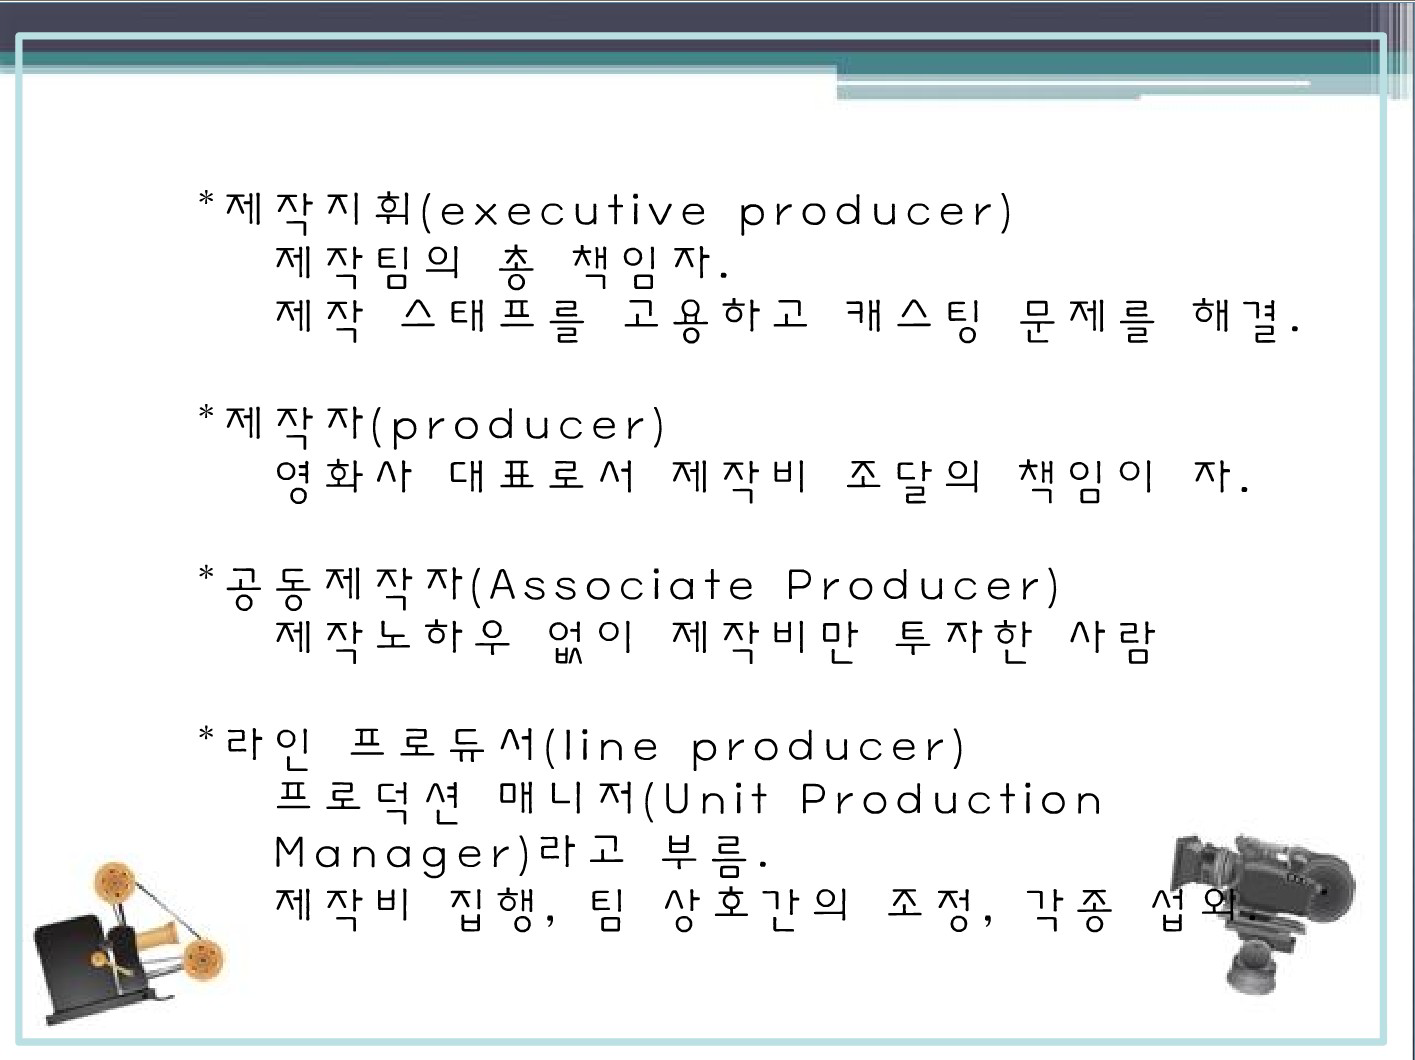 *제작지휘(executive producer)
제작팀의 총 책임자.
제작 스태프를 고용하고 캐스팅 문제를 해결.
*제작자(producer)
영화사 대표로서 제작비 조달의 책임이 자.
*공동제작자(Associate Producer)
제작노하우 없이 제작비만 투자한 사람
*라인 프로듀서(line producer)
프로덕션 매니저(Unit Production
Manager)라고 부름.
제작비 집행, 팀 상호간의 조정, 각종 섭외.